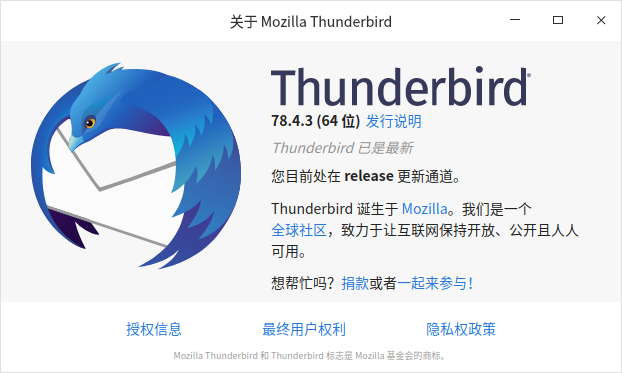 关于 Mozilla Thunderbird
Thunderbird®
78.4.3 (64 位) 发行说明
Thunderbird 已是最新
您目前处在 release 更新通道。
Thunderbird 诞生于 Mozilla。我们是一个
全球社区，致力于让互联网保持开放、公开且人人
可用。
想帮忙吗？捐款或者一起来参与！
授权信息 最终用户权利 隐私权政策
Mozilla Thunderbird 和 Thunderbird 标志是 Mozilla 基金会的商标。